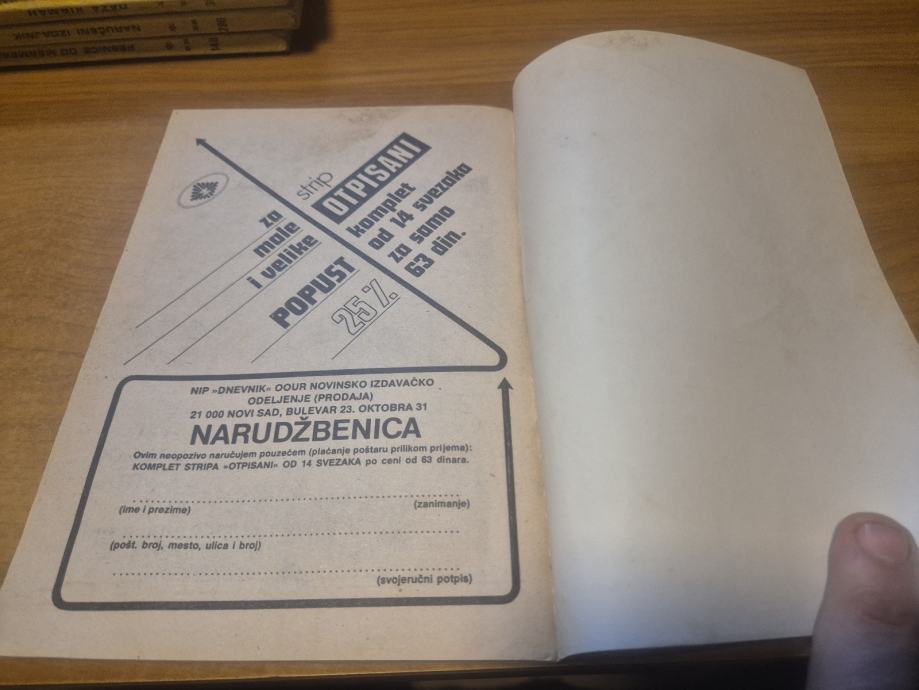 strip
OTPISANI
komplet
od 14 svezaka
za samo
63 din.
za
male
i velike
POPUST
25%
NIP »DNEVNIK« OOUR NOVINSKO IZDAVAČKO
ODELJENJE (PRODAJA)
21 000 NOVI SAD, BULEVAR 23. OKTOBRA 31
NARUDŽBENICA
Ovim neopozivo naručujem pouzećem (plaćanje poštaru prilikom prijema):
KOMPLET STRIPA »OTPISANI« OD 14 SVEZAKA po ceni od 63 dinara.
(ime i prezime) (zanimanje)
(pošt. broj, mesto, ulica i broj)
(svojeručni potpis)
NARUČENI IZDAJNIK